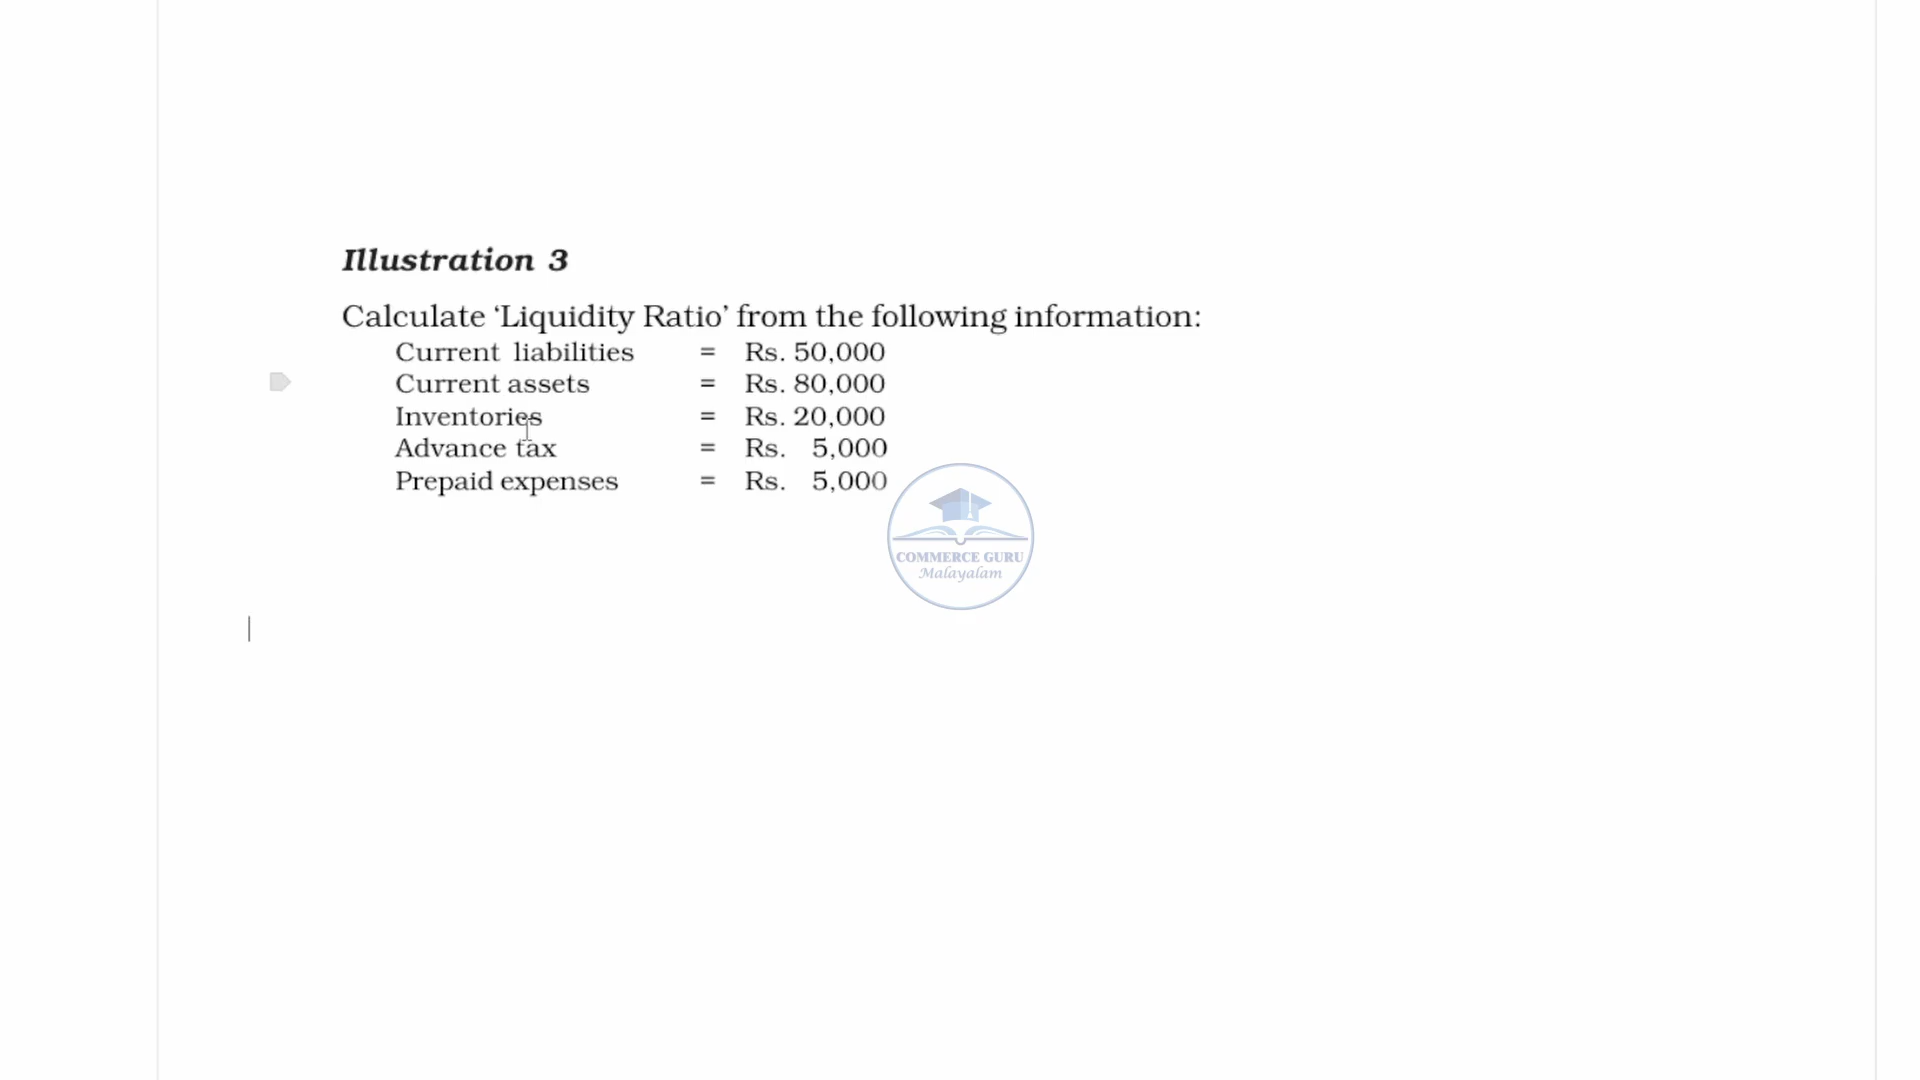 Illustration 3
Calculate ‘Liquidity Ratio’ from the following information:
Current liabilities = Rs. 50,000
Current assets = Rs. 80,000
Inventories = Rs. 20,000
Advance tax = Rs. 5,000
Prepaid expenses = Rs. 5,000
COMMERCE GURU
Malayalam